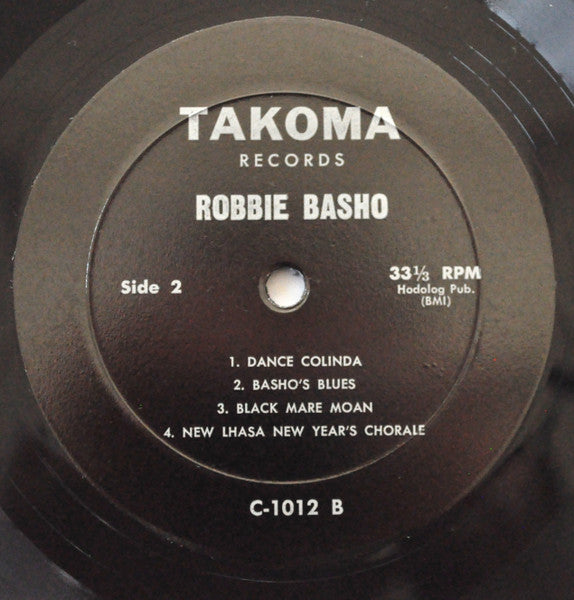 TAKOMA
RECORDS
ROBBIE BASHO
Side 2
33⅓ RPM
Hodolog Pub.
(BMI)
1. DANCE COLINDA
2. BASHO'S BLUES
3. BLACK MARE MOAN
4. NEW LHASA NEW YEAR'S CHORALE
C-1012 B